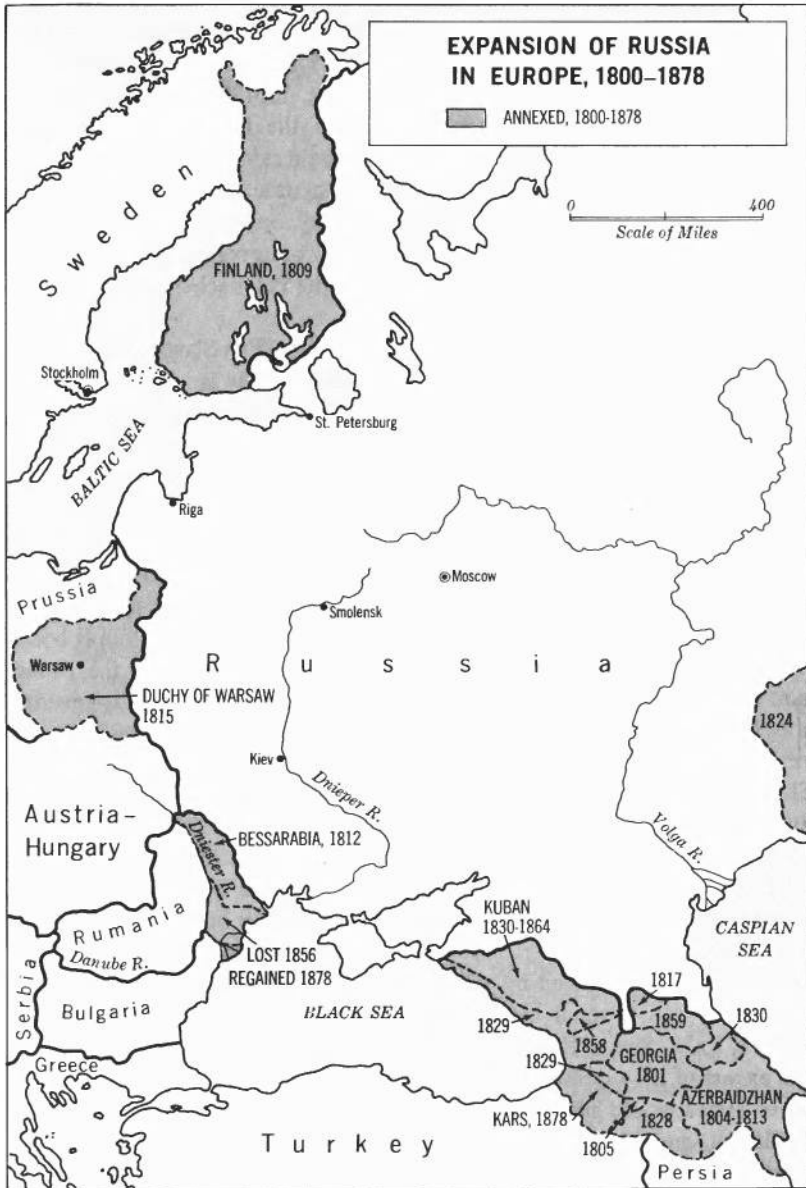 EXPANSION OF RUSSIA
IN EUROPE, 1800–1878
ANNEXED, 1800-1878
0 400
Scale of Miles
Sweden
FINLAND, 1809
Stockholm
St. Petersburg
BALTIC SEA
Riga
Moscow
Prussia
Smolensk
Russia
Warsaw
DUCHY OF WARSAW
1815
1824
Kiev
Dnieper R.
Austria-
Hungary
Volga R.
Dniester R.
BESSARABIA, 1812
KUBAN
1830-1864
CASPIAN
SEA
Rumania
LOST 1856
REGAINED 1878
Danube R.
Serbia
Bulgaria
BLACK SEA
1817
1859
1830
1829
1858
GEORGIA
1801
1829
Greece
AZERBAIDZHAN
1804-1813
KARS, 1878
1805
1828
Turkey
Persia